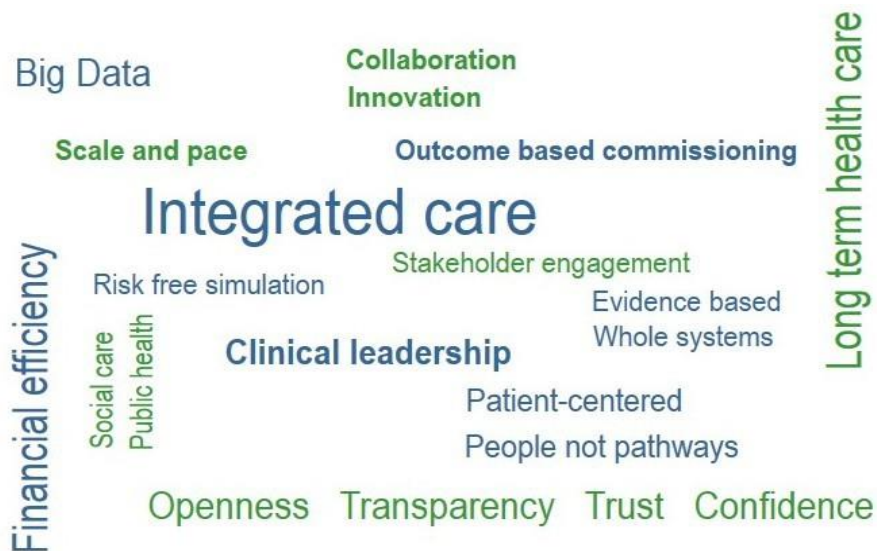 Big Data
Collaboration
Innovation
Long term health care
Scale and pace
Outcome based commissioning
Integrated care
Stakeholder engagement
Risk free simulation
Evidence based
Whole systems
Financial efficiency
Social care
Public health
Clinical leadership
Patient-centered
People not pathways
Openness Transparency Trust Confidence